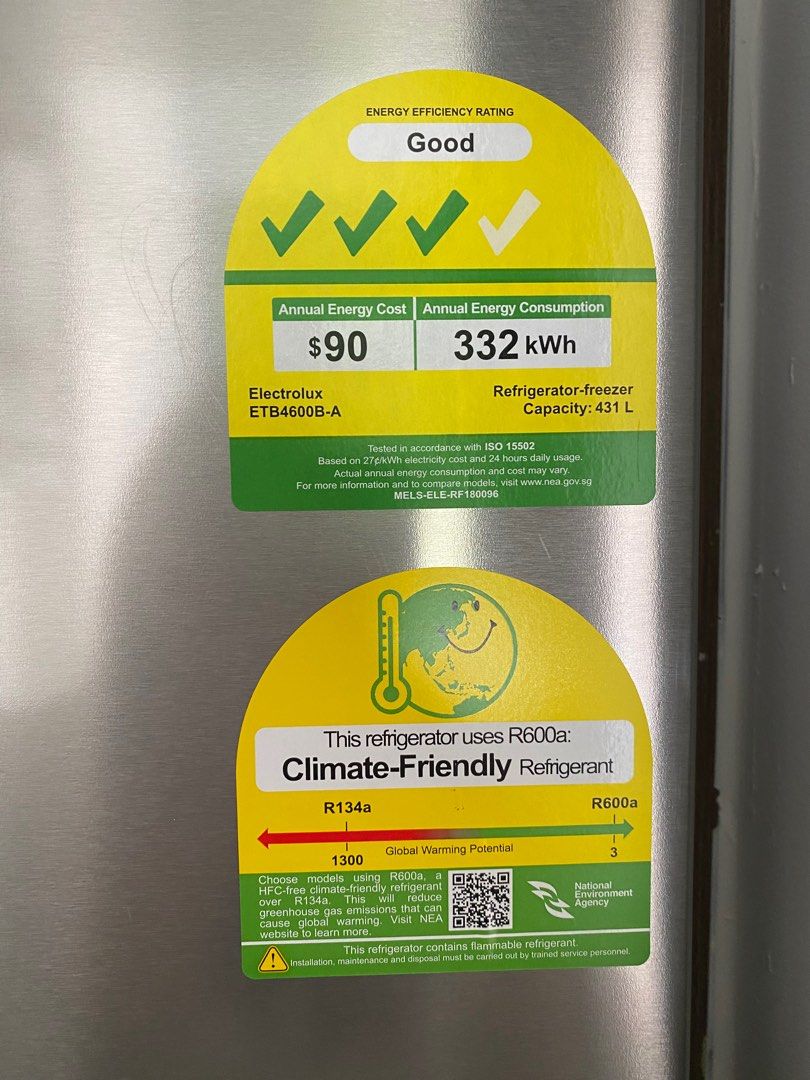 ENERGY EFFICIENCY RATING
Good
Annual Energy Cost
Annual Energy Consumption
$90
332 kWh
Electrolux
ETB4600B-A
Refrigerator-freezer
Capacity: 431 L
Tested in accordance with ISO 15502
Based on 27¢/kWh electricity cost and 24 hours daily usage.
Actual annual energy consumption and cost may vary.
For more information and to compare models, visit www.nea.gov.sg
MELS-ELE-RF180096
This refrigerator uses R600a:
Climate-Friendly Refrigerant
R134a
R600a
1300
Global Warming Potential
3
Choose models using R600a, a
HFC-free climate-friendly refrigerant
over R134a. This will reduce
greenhouse gas emissions that can
cause global warming. Visit NEA
website to learn more.
National
Environment
Agency
This refrigerator contains flammable refrigerant.
Installation, maintenance and disposal must be carried out by trained service personnel.